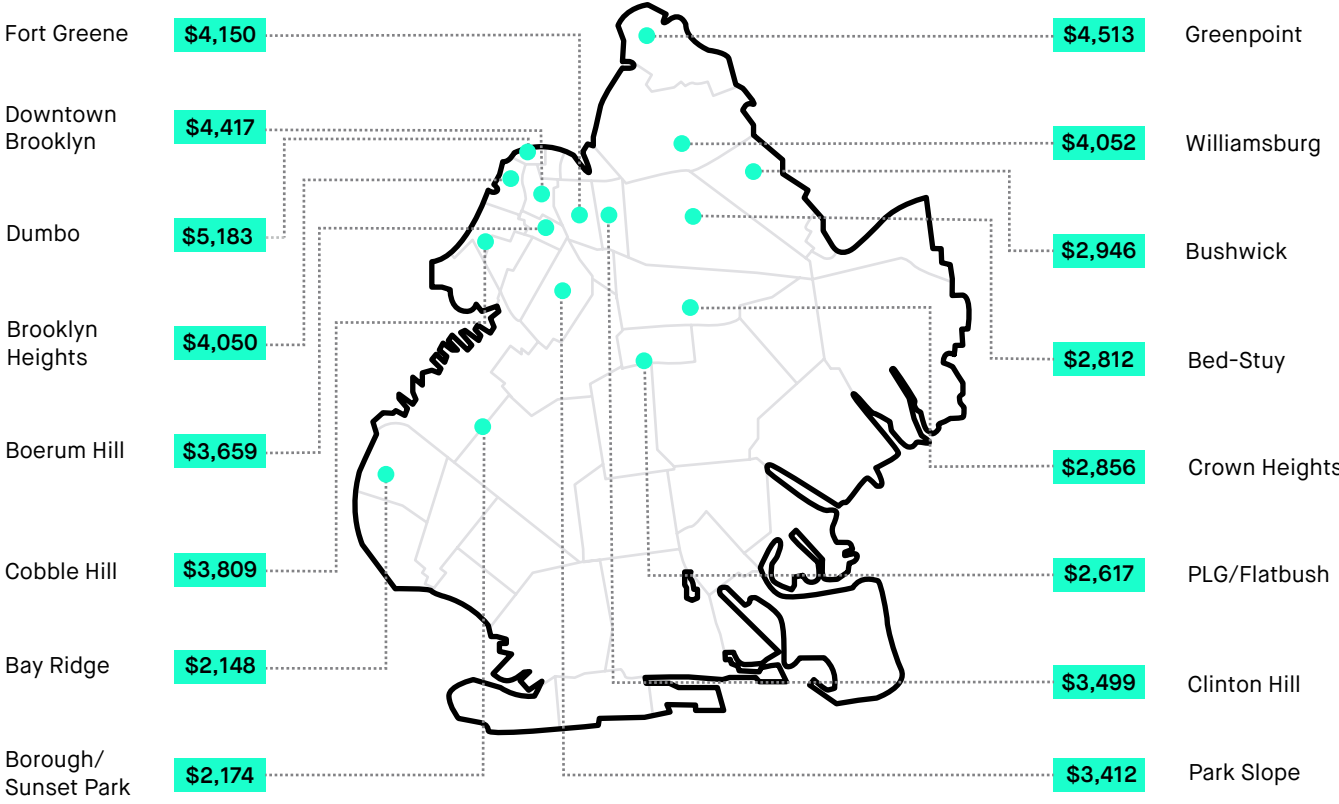 Fort Greene
$4,150
Downtown
Brooklyn
$4,417
Dumbo
$5,183
Brooklyn
Heights
$4,050
Boerum Hill
$3,659
Cobble Hill
$3,809
Bay Ridge
$2,148
Borough/
Sunset Park
$2,174
$4,513
Greenpoint
$4,052
Williamsburg
$2,946
Bushwick
$2,812
Bed-Stuy
$2,856
Crown Heights
$2,617
PLG/Flatbush
$3,499
Clinton Hill
$3,412
Park Slope